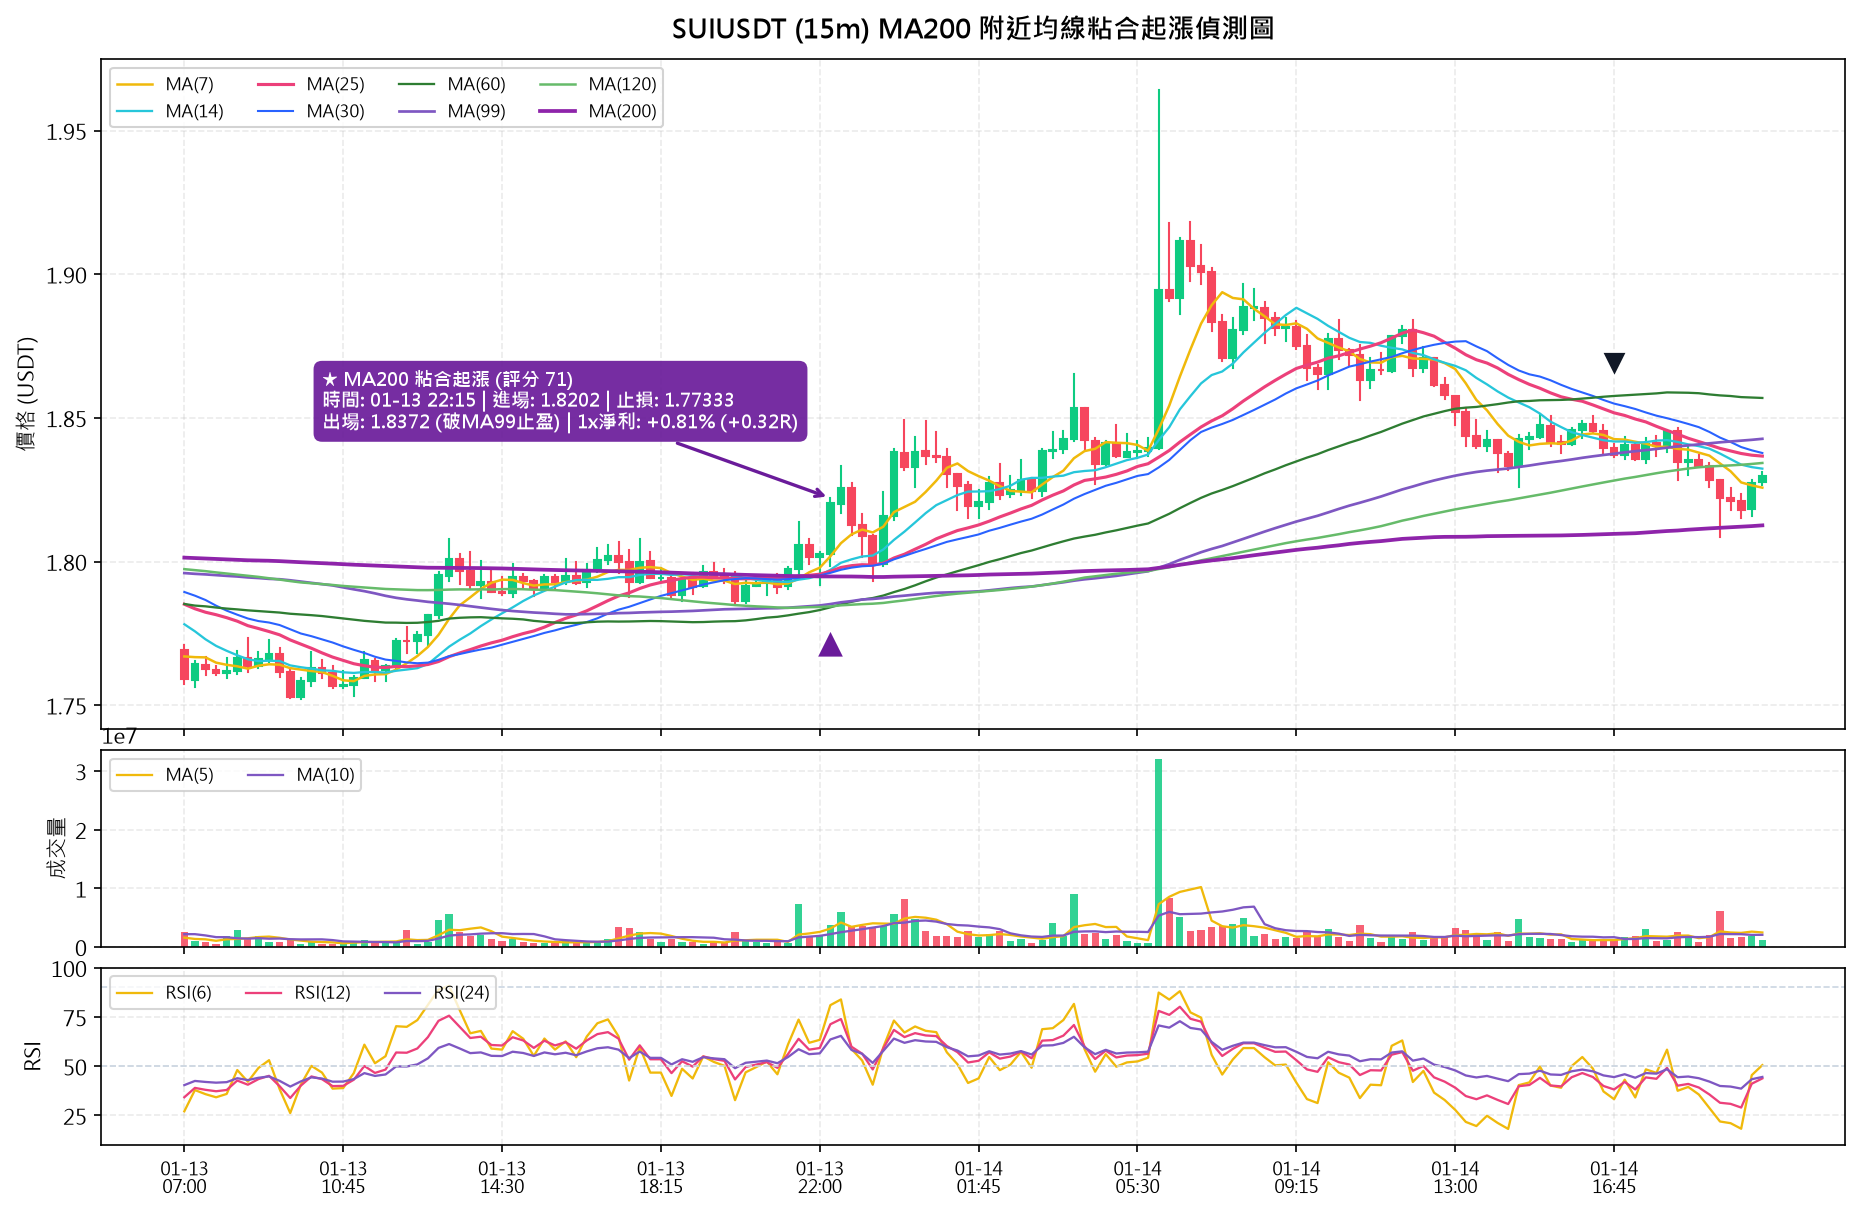 SUIUSDT (15m) MA200 附近均線粘合起漲偵測圖
MA(7) MA(25) MA(60) MA(120)
MA(14) MA(30) MA(99) MA(200)
價格 (USDT)
1.95
1.90
1.85
1.80
1.75
★ MA200 粘合起漲 (評分 71)
時間: 01-13 22:15 | 進場: 1.8202 | 止損: 1.77333
出場: 1.8372 (破MA99止盈) | 1x淨利: +0.81% (+0.32R)
1e7
MA(5) MA(10)
成交量
3
2
1
0
RSI(6) RSI(12) RSI(24)
RSI
100
75
50
25
01-13 01-13 01-13 01-13 01-13 01-14 01-14 01-14 01-14 01-14
07:00 10:45 14:30 18:15 22:00 01:45 05:30 09:15 13:00 16:45